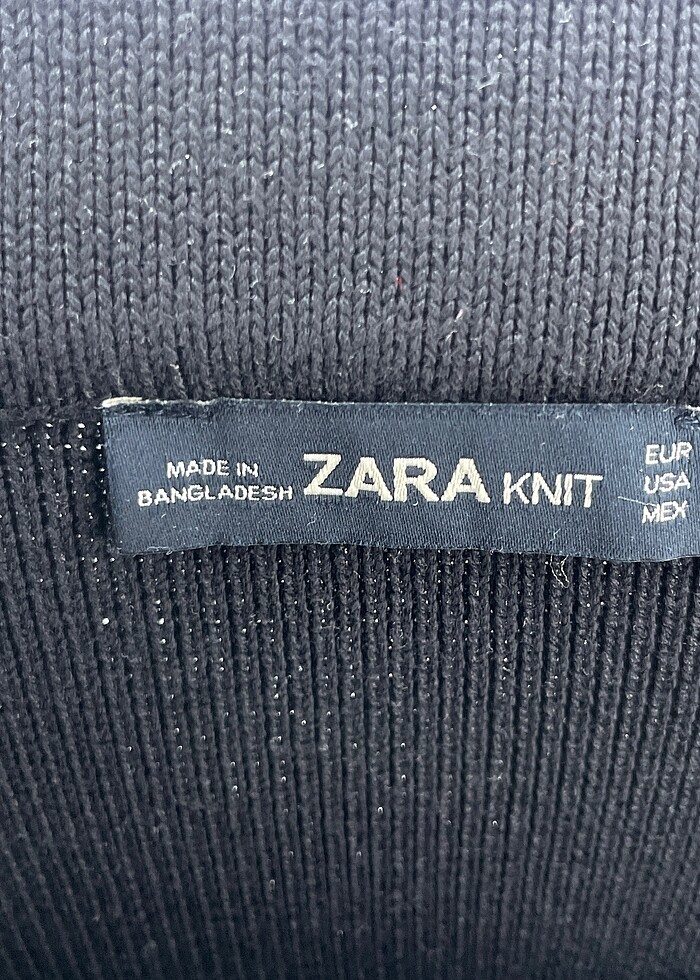 MADE IN
BANGLADESH
ZARA KNIT
EUR
USA
MEX